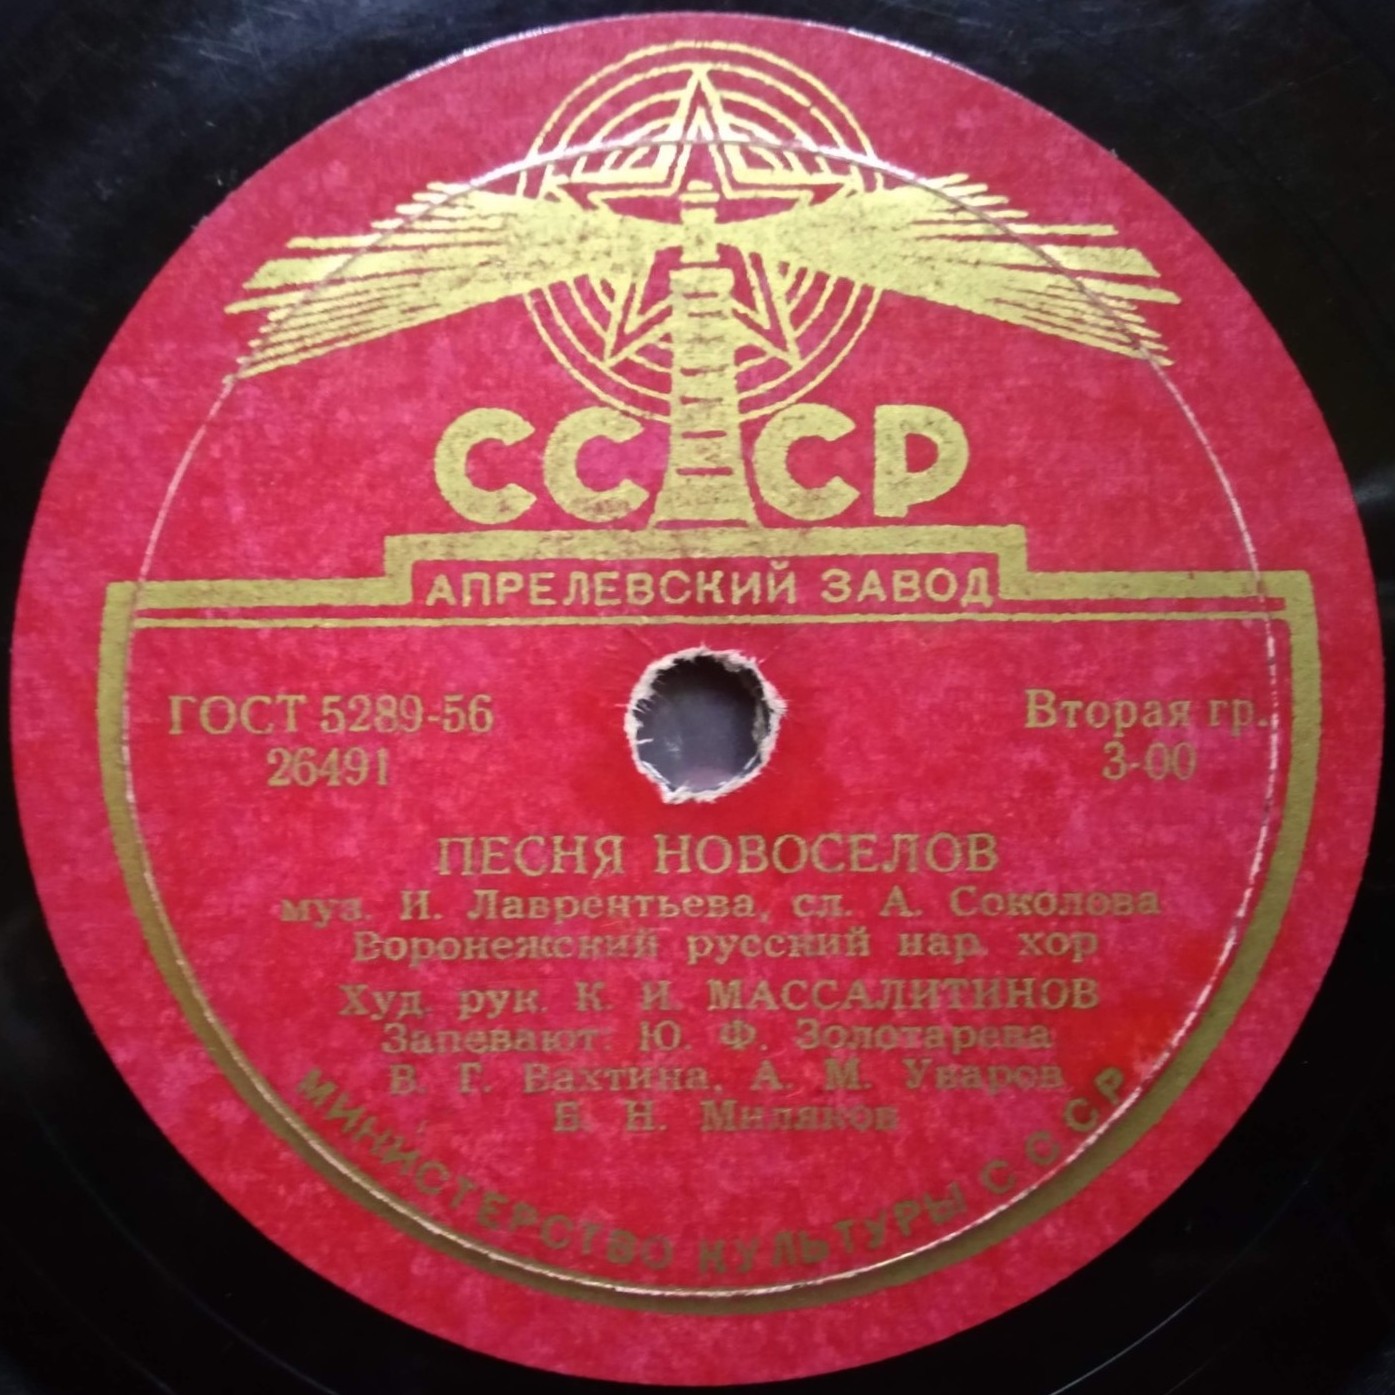 СССР
АПРЕЛЕВСКИЙ ЗАВОД
ГОСТ 5289-56
Вторая гр.
26491
3-00
ПЕСНЯ НОВОСЕЛОВ
муз. И. Лаврентьева, сл. А. Соколова
Воронежский русский нар. хор
Худ. рук. К. И. МАССАЛИТИНОВ
Запевают: Ю. Ф. Золотарева
В. Г. Вахтина, А. М. Уваров
Н.
МИНИСТЕРСТВО КУЛЬТУРЫ СССР